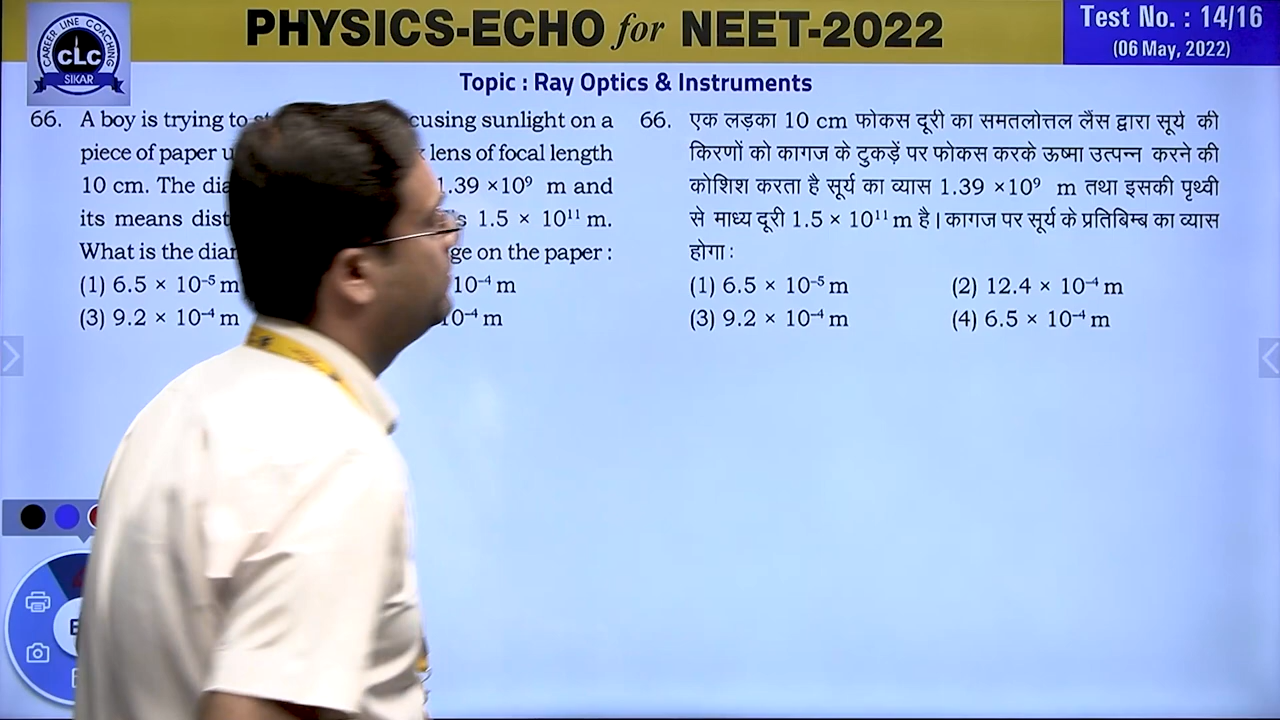 CAREER LINE COACHING
CLC
SIKAR
PHYSICS-ECHO for NEET-2022
Test No. : 14/16
(06 May, 2022)
Topic : Ray Optics & Instruments
66. A boy is trying to cusing sunlight on a
piece of paper lens of focal length
10 cm. The 1.39 ×10⁹ m and
its means 1.5 × 10¹¹ m.
What is the on the paper :
(1) 6.5 × 10⁻⁵ m 10⁻⁴ m
(3) 9.2 × 10⁻⁴ m 10⁻⁴ m
66. एक लड़का 10 cm फोकस दूरी का समतलोत्तल लैंस द्वारा सूर्य की
किरणों को कागज के टुकड़ें पर फोकस करके ऊष्मा उत्पन्न करने की
कोशिश करता है सूर्य का व्यास 1.39 ×10⁹ m तथा इसकी पृथ्वी
से माध्य दूरी 1.5 × 10¹¹ m है। कागज पर सूर्य के प्रतिबिम्ब का व्यास
होगा :
(1) 6.5 × 10⁻⁵ m (2) 12.4 × 10⁻⁴ m
(3) 9.2 × 10⁻⁴ m (4) 6.5 × 10⁻⁴ m